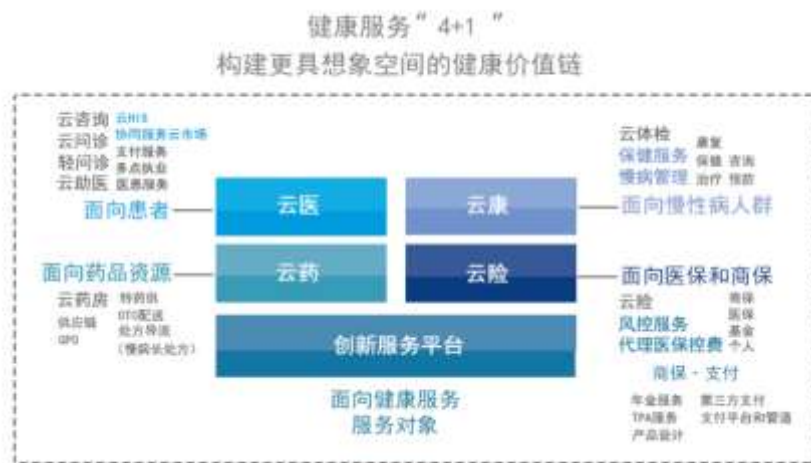 健康服务“4+1 ”
构建更具想象空间的健康价值链
云咨询 云HIS
云问诊 协同服务云市场
轻问诊 支付服务
云助医 多点执业
医患服务
面向患者
云医
云康
云体检
保健服务
慢病管理
康复
保健 咨询
治疗 预防
面向慢性病人群
面向药品资源
云药
云险
面向医保和商保
云药房
供应链
GPO
特药供
OTO配送
处方导流
(慢病长处方)
云险
风控服务
代理医保控费
商保
医保
基金
个人
创新服务平台
面向健康服务
服务对象
商保·支付
年金服务 第三方支付
TPA服务 支付平台和管道
产品设计